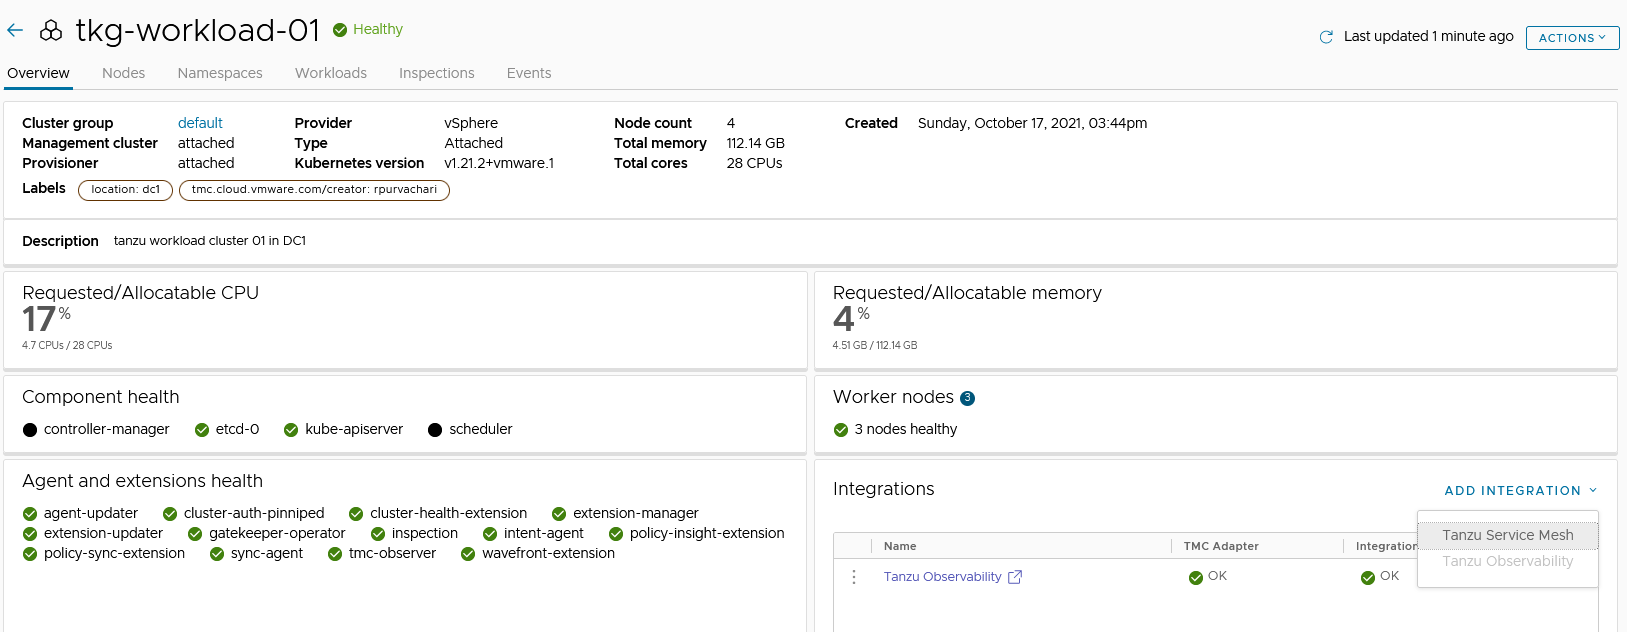 tkg-workload-01 Healthy
Last updated 1 minute ago ACTIONS
Overview Nodes Namespaces Workloads Inspections Events
Cluster group default Provider vSphere Node count 4 Created Sunday, October 17, 2021, 03:44pm
Management cluster attached Type Attached Total memory 112.14 GB
Provisioner attached Kubernetes version v1.21.2+vmware.1 Total cores 28 CPUs
Labels location: dc1 tmc.cloud.vmware.com/creator: rpurvachari
Description tanzu workload cluster 01 in DC1
Requested/Allocatable CPU
17%
4.7 CPUs / 28 CPUs
Requested/Allocatable memory
4%
4.51 GB / 112.14 GB
Component health
controller-manager etcd-0 kube-apiserver scheduler
Worker nodes 3
3 nodes healthy
Agent and extensions health
agent-updater cluster-auth-pinniped cluster-health-extension extension-manager
extension-updater gatekeeper-operator inspection intent-agent policy-insight-extension
policy-sync-extension sync-agent tmc-observer wavefront-extension
Integrations
ADD INTEGRATION
Tanzu Service Mesh
Tanzu Observability
Name TMC Adapter Integration
Tanzu Observability OK OK